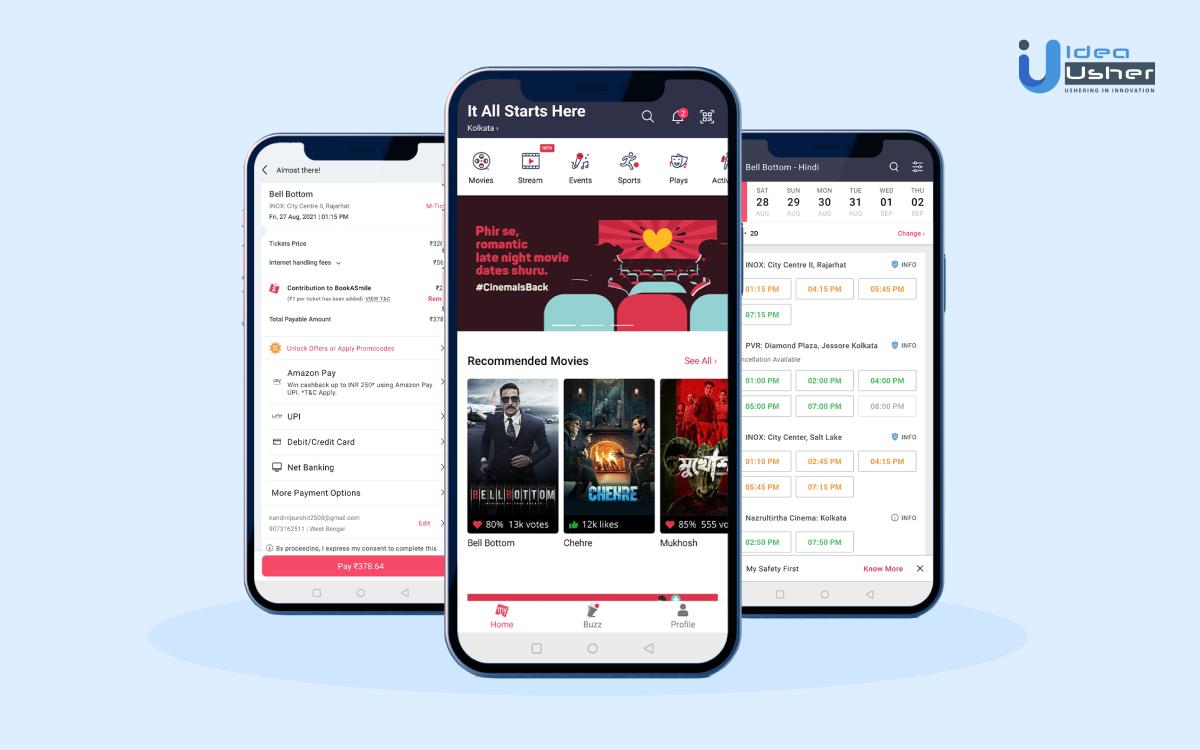 Idea
Usher
USHERING IN INNOVATION
Almost there!
Bell Bottom
INOX: City Centre II, Rajarhat
M-Tic
Fri, 27 Aug, 2021 | 01:15 PM
Tickets Price
Internet handling fees
₹56
Contribution to BookASmile
(₹1 per ticket has been added) VIEW T&C
Rem
Total Payable Amount
₹378.
Unlock Offers or Apply Promocodes
pay
Amazon Pay
Win cashback up to INR 250* using Amazon Pay
UPI. *T&C Apply.
UPI
Debit/Credit Card
Net Banking
More Payment Options
nandinipurohit2508@gmail.com
9073162511 | West Bengal
Edit
By proceeding, I express my consent to complete this
Pay ₹378.64
It All Starts Here
Kolkata ›
2
NEW
Movies Stream Events Sports Plays Activ
Phir se,
romantic
late night movie
dates shuru.
#CinemaIsBack
Recommended Movies
See All ›
BELLBOTTOM
CHEHRE
মুখোশ
80% 13k votes
12k likes
85% 555 vo
Bell Bottom
Chehre
Mukhosh
my
Home
Buzz
Profile
Bell Bottom - Hindi
SAT SUN MON TUE WED THU
28 29 30 31 01 02
AUG AUG AUG AUG SEP SEP
2D
Change ›
INOX: City Centre II, Rajarhat
INFO
01:15 PM 04:15 PM 05:45 PM
07:15 PM
PVR: Diamond Plaza, Jessore Kolkata
INFO
ncellation Available
01:00 PM 02:00 PM 04:00 PM
05:00 PM 07:00 PM 08:00 PM
INOX: City Center, Salt Lake
INFO
01:10 PM 02:45 PM 04:15 PM
05:45 PM 07:15 PM
Nazrultirtha Cinema: Kolkata
INFO
02:50 PM 07:50 PM
My Safety First
Know More